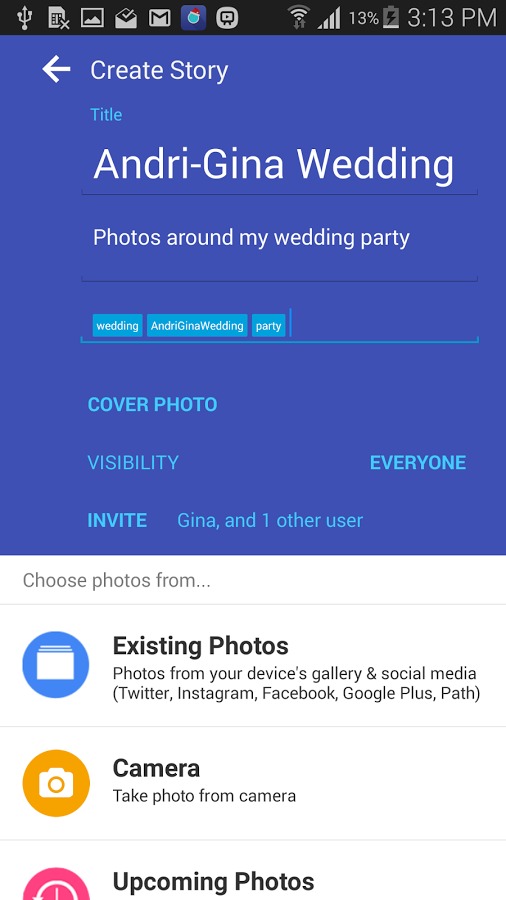 13% 3:13 PM
Create Story
Title
Andri-Gina Wedding
Photos around my wedding party
wedding AndriGinaWedding party
COVER PHOTO
VISIBILITY EVERYONE
INVITE Gina, and 1 other user
Choose photos from...
Existing Photos
Photos from your device's gallery & social media
(Twitter, Instagram, Facebook, Google Plus, Path)
Camera
Take photo from camera
Upcoming Photos